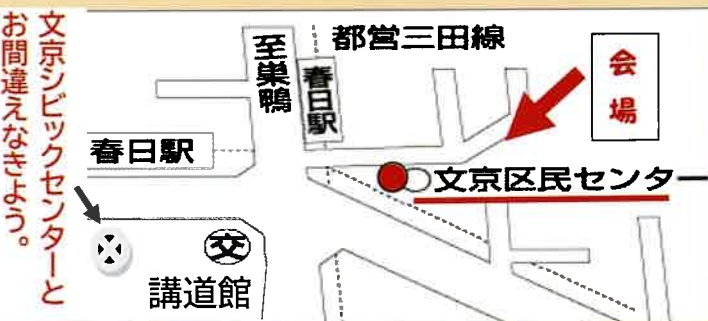 文京シビックセンターと
お間違えなきよう。
至巣鴨
都営三田線
春日駅
会場
春日駅
文京区民センター
交
講道館